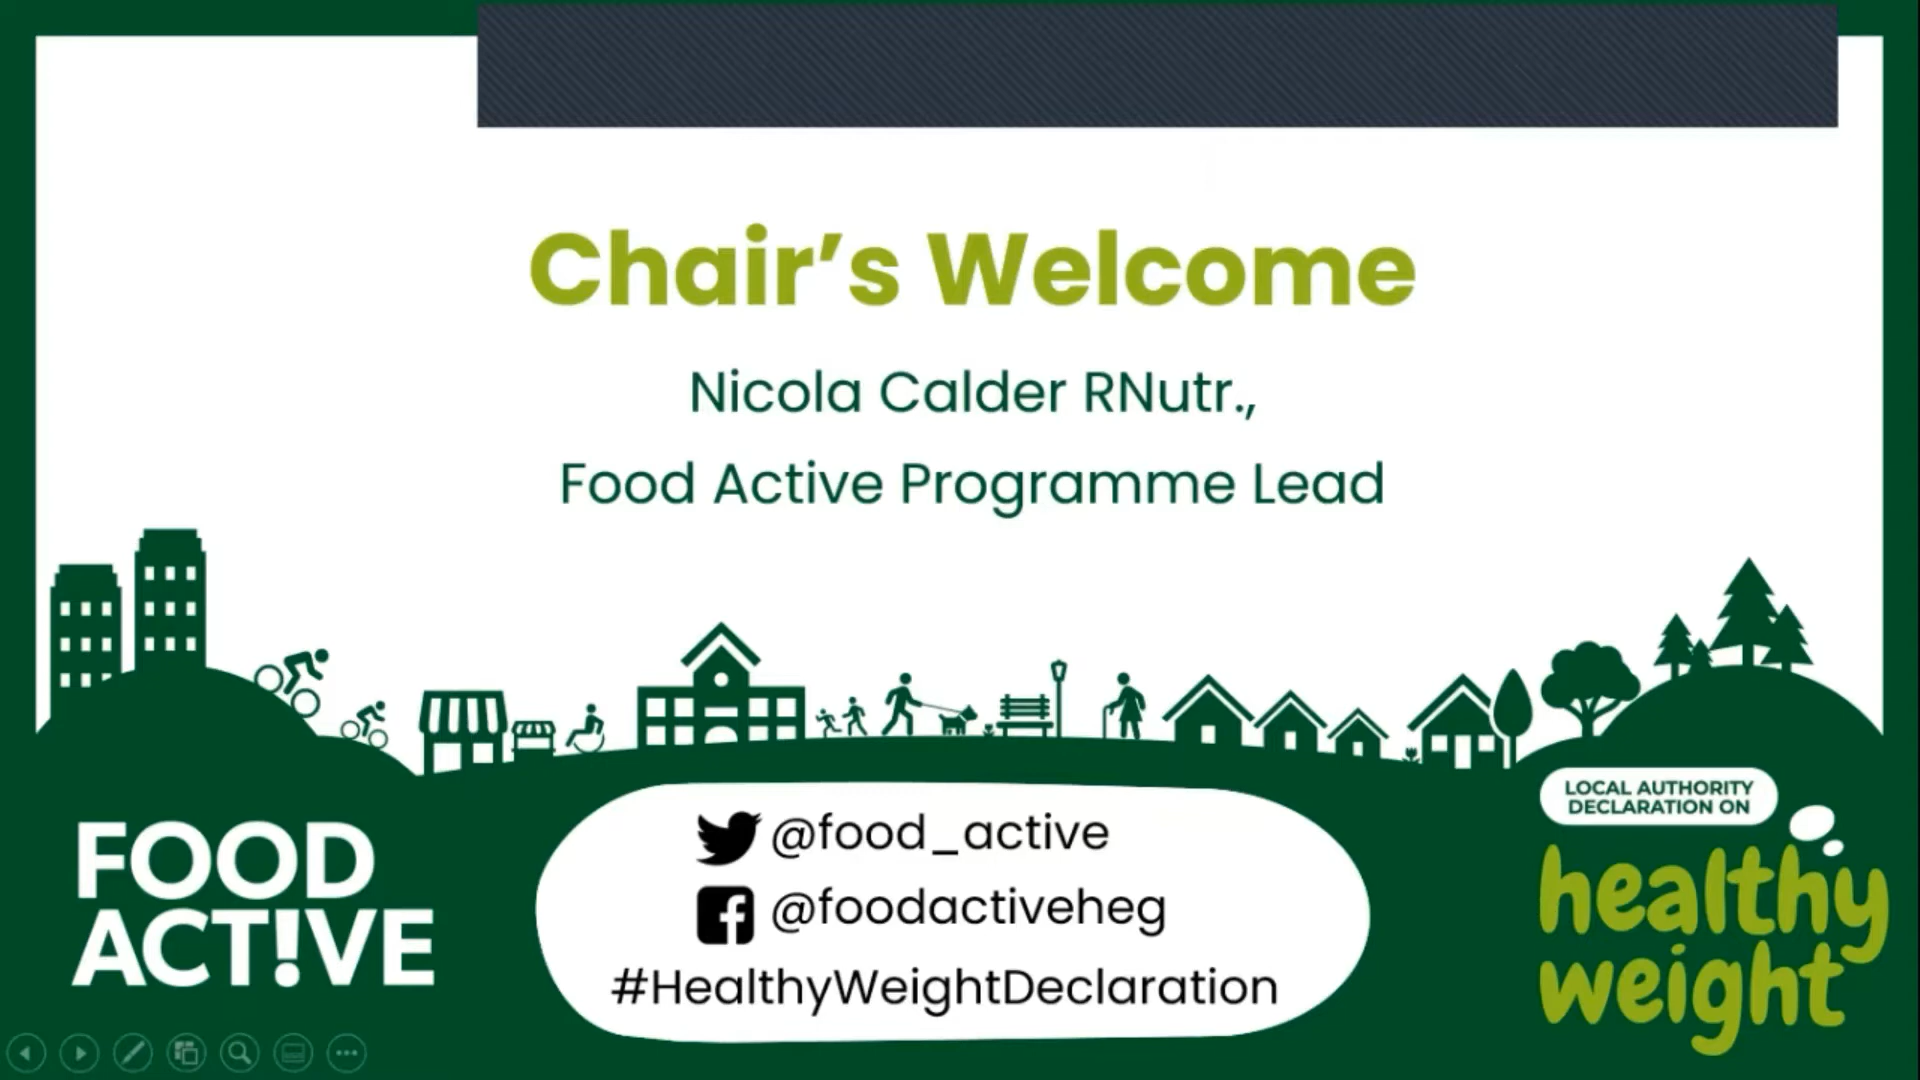 Chair’s Welcome
Nicola Calder RNutr.,
Food Active Programme Lead
LOCAL AUTHORITY
DECLARATION ON
healthy
weight
FOOD
ACT!VE
@food_active
@foodactiveheg
#HealthyWeightDeclaration